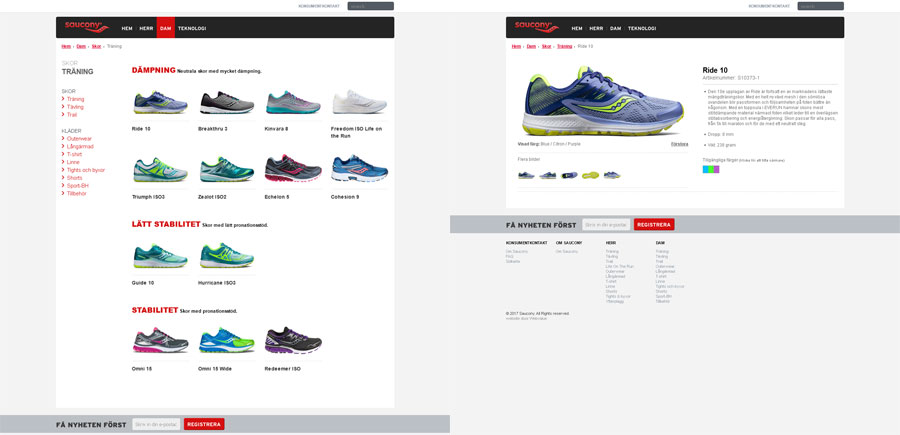 KONSUMENTKONTAKT
Search
saucony
HEM HERR DAM TEKNOLOGI
Hem Dam Skor Träning
SKOR
TRÄNING
SKOR
Träning
Tävling
Trail
KLÄDER
Outerwear
Långärmad
T-shirt
Linne
Tights och byxor
Shorts
Sport-BH
Tillbehör
DÄMPNING Neutrala skor med mycket dämpning.
Ride 10 Breakthru 3 Kinvara 8 Freedom ISO Life on
the Run
Triumph ISO3 Zealot ISO2 Echelon 6 Cohesion 9
LÄTT STABILITET Skor med lätt pronationsstöd.
Guide 10 Hurricane ISO3
STABILITET Skor med pronationsstöd.
Omni 15 Omni 15 Wide Redeemer ISO
FÅ NYHETEN FÖRST Skriv in din e-postadr REGISTRERA
KONSUMENTKONTAKT
Search
saucony
HEM HERR DAM TEKNOLOGI
Hem Dam Skor Träning Ride 10
Ride 10
Artikelnummer: S10373-1
Dropp: 8 mm
Vikt: 238 gram
Tillgängliga färger
Visad färg: Blue / Citron / Purple
Förstora
Flera bilder
FÅ NYHETEN FÖRST Skriv in din e-postadr REGISTRERA
KONSUMENTKONTAKT OM SAUCONY HERR DAM
Om Saucony Om Saucony Träning Träning
FAQ Tävling Tävling
Trail Trail
Life On The Run Outerwear
Outerwear Långärmad
Långärmad T-shirt
T-shirt Linne
Linne Tights och byxor
Shorts Shorts
Tights och byxor Sport-BH
Tillbehör
© 2017 Saucony. All Rights reserved.